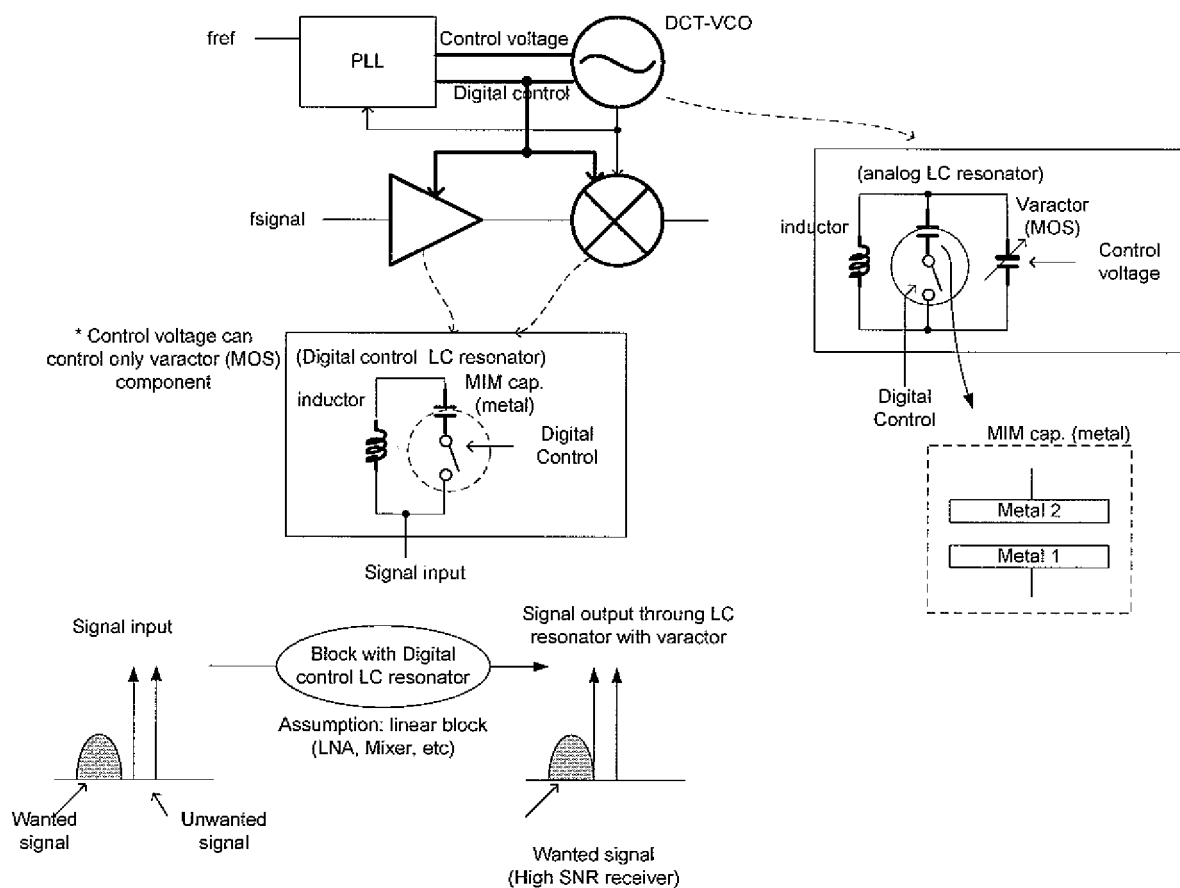 DCT-VCO
fref
PLL
Control voltage
Digital control
fsignal
(analog LC resonator)
Varactor
(MOS)
inductor
Control
voltage
Digital
Control
MIM cap. (metal)
Metal 2
Metal 1
* Control voltage can
control only varactor (MOS)
component
(Digital control LC resonator)
MIM cap.
(metal)
inductor
Digital
Control
Signal input
Signal input
Block with Digital
control LC resonator
Assumption: linear block
(LNA, Mixer, etc)
Signal output throung LC
resonator with varactor
Wanted
signal
Unwanted
signal
Wanted signal
(High SNR receiver)